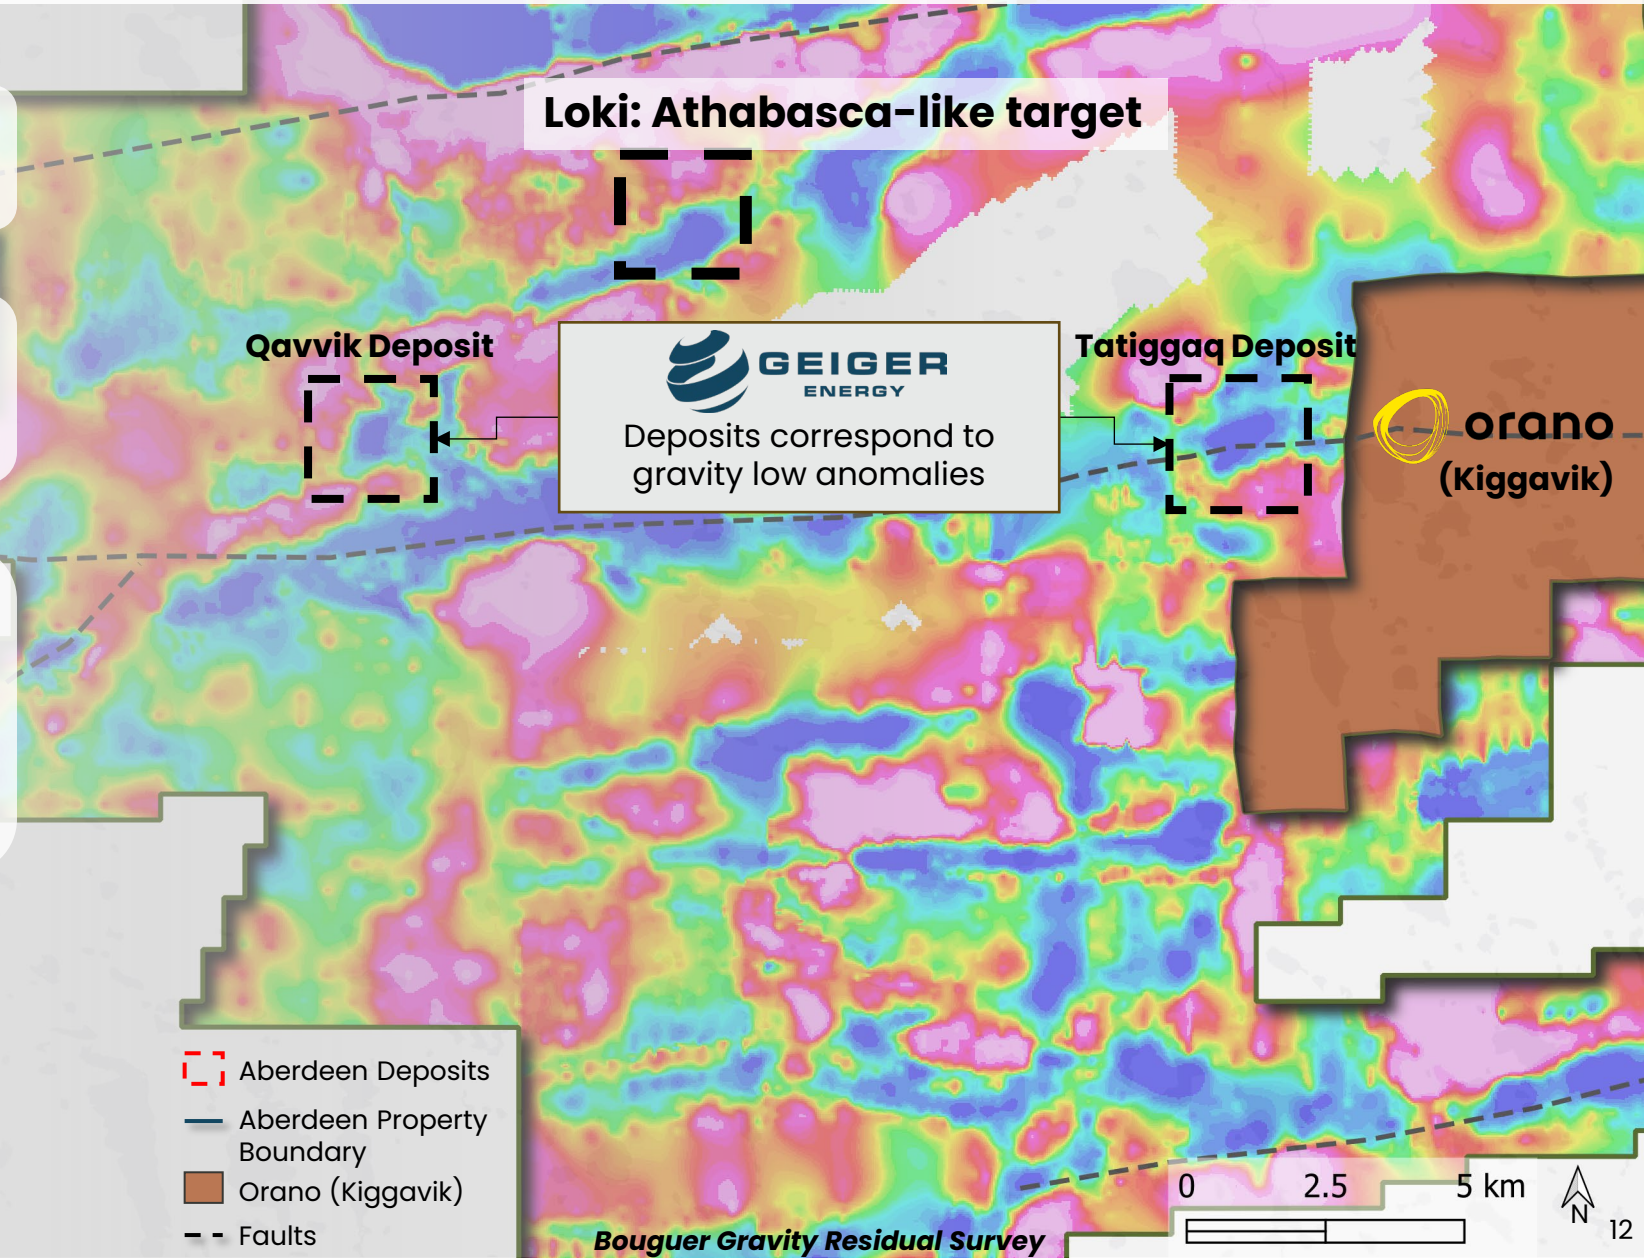 Loki: Athabasca-like target
Qavvik Deposit
GEIGER
ENERGY
Deposits correspond to
gravity low anomalies
Tatiggaq Deposit
orano
(Kiggavik)
Aberdeen Deposits
Aberdeen Property
Boundary
Orano (Kiggavik)
Faults
Bouguer Gravity Residual Survey
0 2.5 5 km
N
12